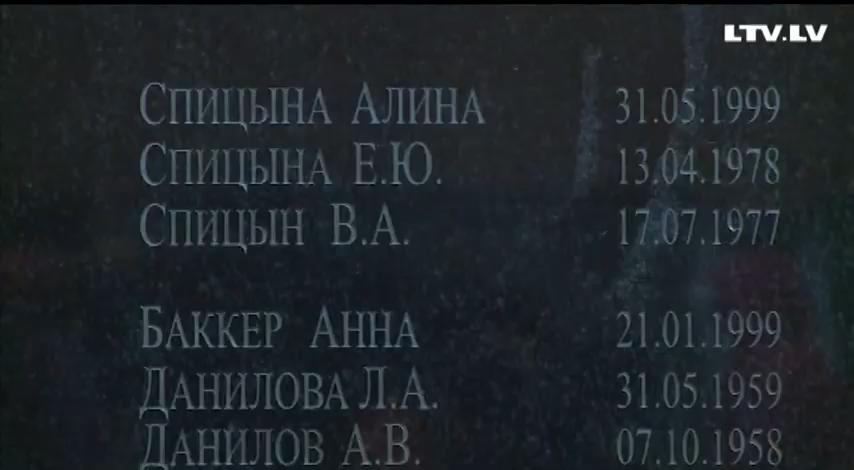 LTV.LV
СПИЦЫНА АЛИНА 31.05.1999
СПИЦЫНА Е.Ю. 13.04.1978
СПИЦЫН В.А. 17.07.1977
БАККЕР АННА 21.01.1999
ДАНИЛОВА Л.А. 31.05.1959
ДАНИЛОВ А.В. 07.10.1958